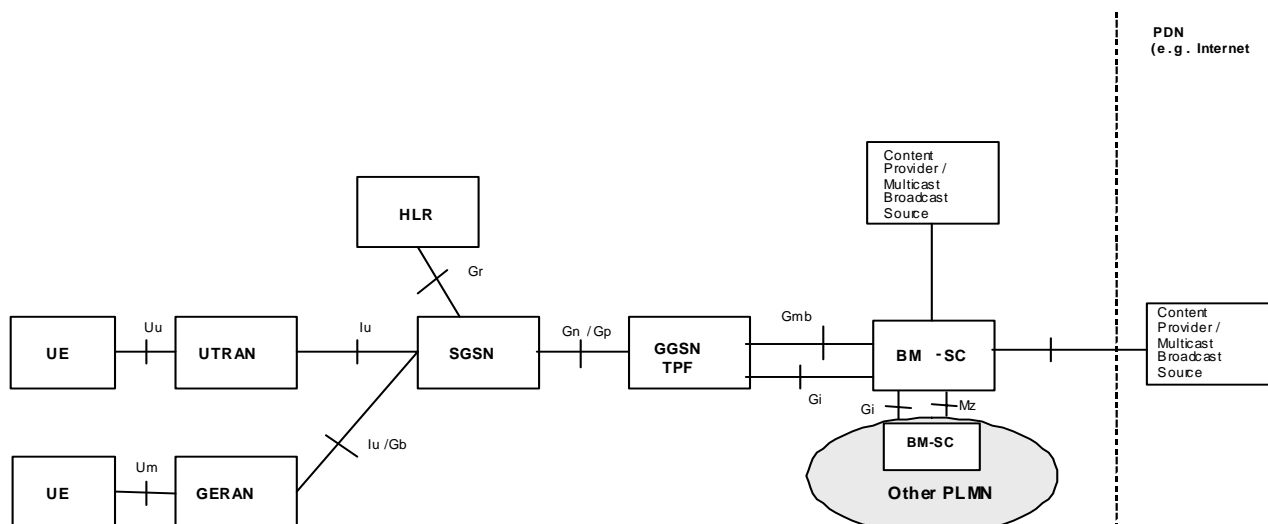 PDN
(e.g. Internet
Content
Provider /
Multicast
Broadcast
Source
HLR
Gr
Uu
Iu
Gn / Gp
Gmb
UE
UTRAN
SGSN
GGSN
TPF
BM -SC
Content
Provider /
Multicast
Broadcast
Source
Gi
Gi
Mz
Iu /Gb
BM-SC
Um
UE
GERAN
Other PLMN